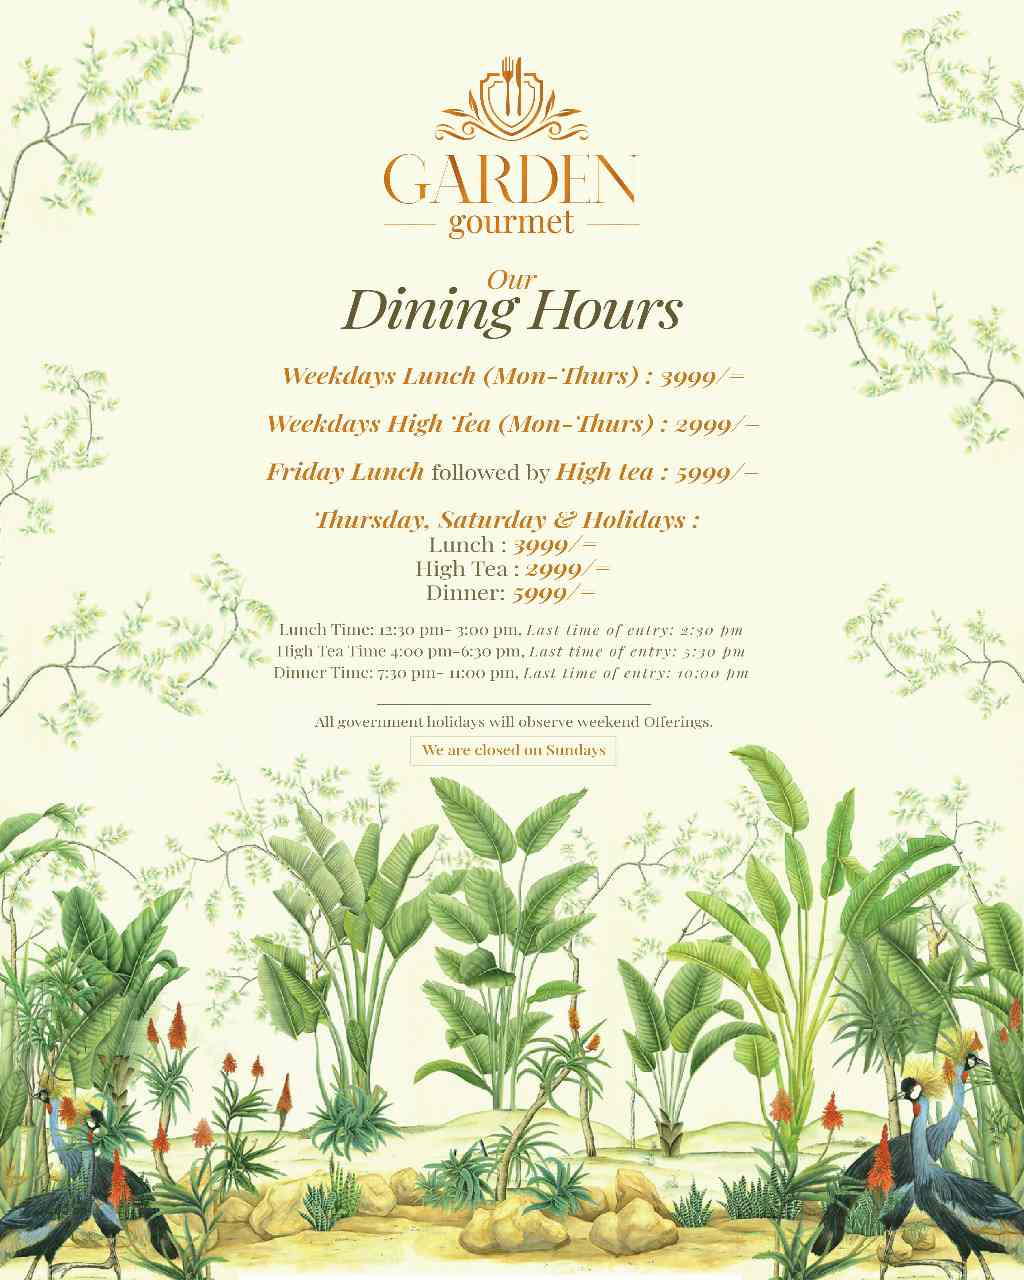 GARDEN
gourmet
Our
Dining Hours
Weekdays Lunch (Mon-Thurs) : 3999/=
Weekdays High Tea (Mon-Thurs) : 2999/=
Friday Lunch followed by High tea : 5999/=
Thursday, Saturday & Holidays :
Lunch : 3999/=
High Tea : 2999/=
Dinner: 5999/=
Lunch Time: 12:30 pm- 3:00 pm, Last time of entry: 2:30 pm
High Tea Time 4:00 pm-6:30 pm, Last time of entry: 5:30 pm
Dinner Time: 7:30 pm- 11:00 pm, Last time of entry: 10:00 pm
All government holidays will observe weekend Offerings.
We are closed on Sundays